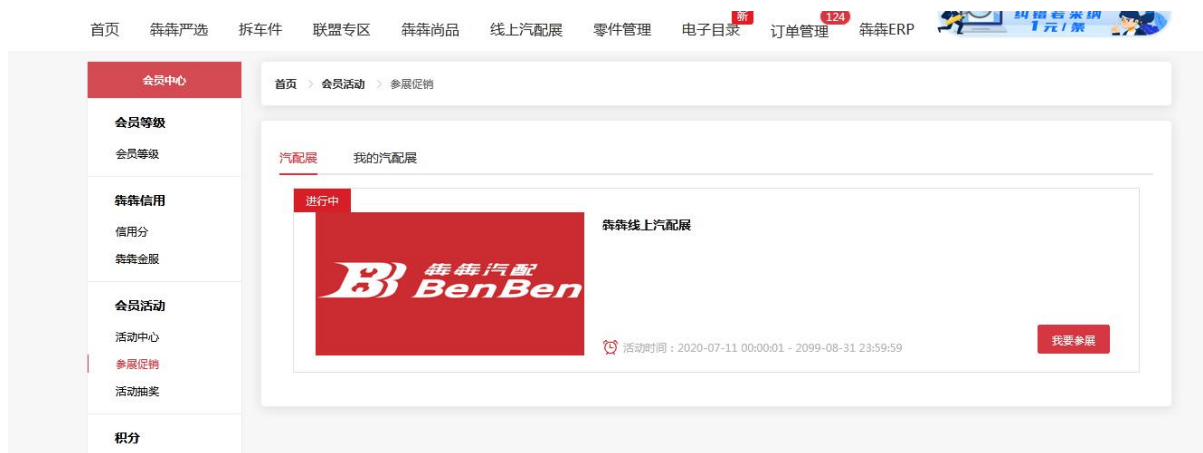 首页 犇犇严选 拆车件 联盟专区 犇犇尚品 线上汽配展 零件管理 电子目录 新 订单管理 124 犇犇ERP 纠错若采纳
1元/条
会员中心
首页 > 会员活动 > 参展促销
会员等级
会员等级
汽配展 我的汽配展
犇犇信用
信用分
犇犇金服
进行中
犇犇汽配
BenBen
犇犇线上汽配展
活动时间：2020-07-11 00:00:01 - 2099-08-31 23:59:59
我要参展
会员活动
活动中心
参展促销
活动抽奖
积分